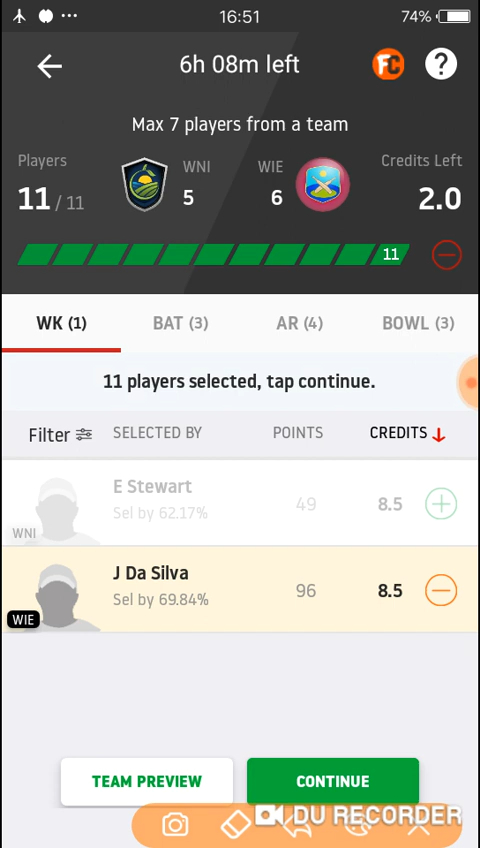 16:51
74%
6h 08m left
FC
?
Max 7 players from a team
Players
WNI
WIE
Credits Left
11 / 11
5
6
2.0
11
WK (1)
BAT (3)
AR (4)
BOWL (3)
11 players selected, tap continue.
Filter
SELECTED BY
POINTS
CREDITS
E Stewart
Sel by 62.17%
49
8.5
WNI
J Da Silva
Sel by 69.84%
96
8.5
WIE
TEAM PREVIEW
CONTINUE
DU RECORDER